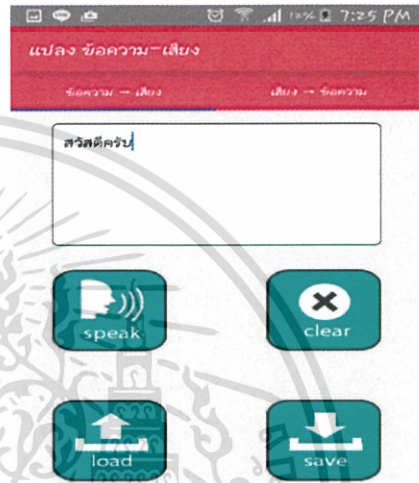 12% 7:25 PM
แปลง ข้อความ-เสียง
ข้อความ → เสียง เสียง → ข้อความ
สวัสดีครับ
speak clear
load save